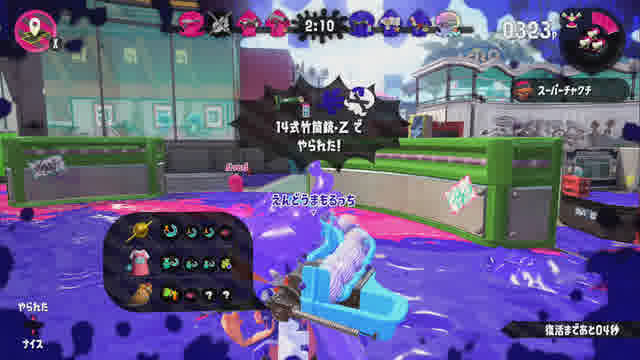 X
2:10
0323p
スーパーチャクチ
14式竹筒銃・Z で
やられた!
えんどうまもるっち
? ?
やられた
ナイス
復活まであと04秒